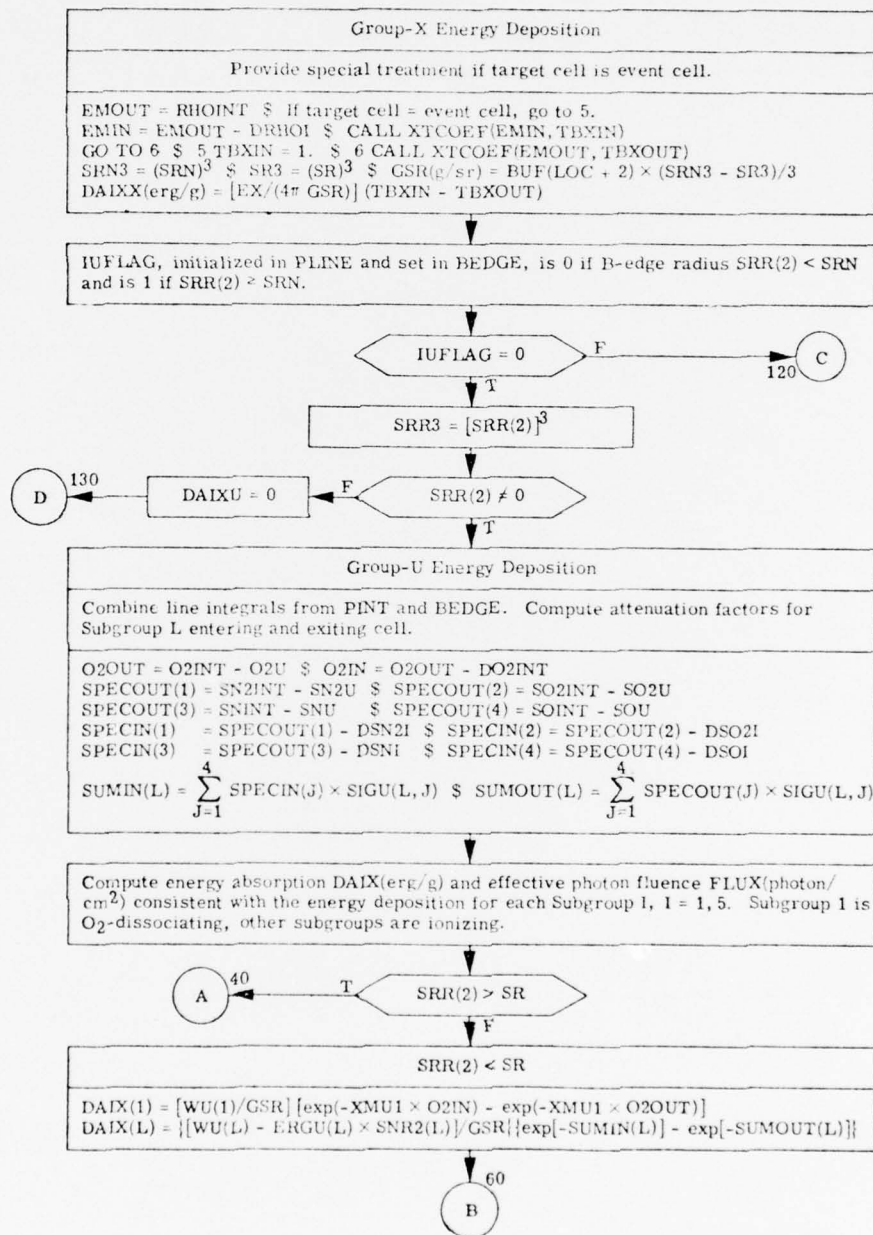 Group-X Energy Deposition
Provide special treatment if target cell is event cell.
EMOUT = RHOINT $ if target cell = event cell, go to 5.
EMIN = EMOUT - DRHOI $ CALL XTCOEF(EMIN, TBXIN)
GO TO 6 $ 5 TBXIN = 1. $ 6 CALL XTCOEF(EMOUT, TBXOUT)
SRN3 = (SRN)³ $ SR3 = (SR)³ $ GSR(g/sr) = BUF(LOC + 2) × (SRN3 - SR3)/3
DAIXX(erg/g) = [EX/(4π GSR)] (TBXIN - TBXOUT)
IUFLAG, initialized in PLINE and set in BEDGE, is 0 if B-edge radius SRR(2) < SRN
and is 1 if SRR(2) ≥ SRN.
IUFLAG = 0
F
120
C
T
SRR3 = [SRR(2)]³
D
130
DAIXU = 0
F
SRR(2) ≠ 0
T
Group-U Energy Deposition
Combine line integrals from PINT and BEDGE. Compute attenuation factors for
Subgroup L entering and exiting cell.
O2OUT = O2INT - O2U $ O2IN = O2OUT - DO2INT
SPECOUT(1) = SN2INT - SN2U $ SPECOUT(2) = SO2INT - SO2U
SPECOUT(3) = SNINT - SNU $ SPECOUT(4) = SOINT - SOU
SPECIN(1) = SPECOUT(1) - DSN2I $ SPECIN(2) = SPECOUT(2) - DSO2I
SPECIN(3) = SPECOUT(3) - DSNI $ SPECIN(4) = SPECOUT(4) - DSOI
4 4
SUMIN(L) = ∑ SPECIN(J) × SIGU(L, J) $ SUMOUT(L) = ∑ SPECOUT(J) × SIGU(L, J)
J=1 J=1
Compute energy absorption DAIX(erg/g) and effective photon fluence FLUX(photon/
cm²) consistent with the energy deposition for each Subgroup I, I = 1, 5. Subgroup 1 is
O₂-dissociating, other subgroups are ionizing.
A
40
T
SRR(2) > SR
F
SRR(2) < SR
DAIX(1) = [WU(1)/GSR] [exp(-XMU1 × O2IN) - exp(-XMU1 × O2OUT)]
DAIX(L) = {[WU(L) - ERGU(L) × SNR2(L)]/GSR}{exp[-SUMIN(L)] - exp[-SUMOUT(L)]}
60
B